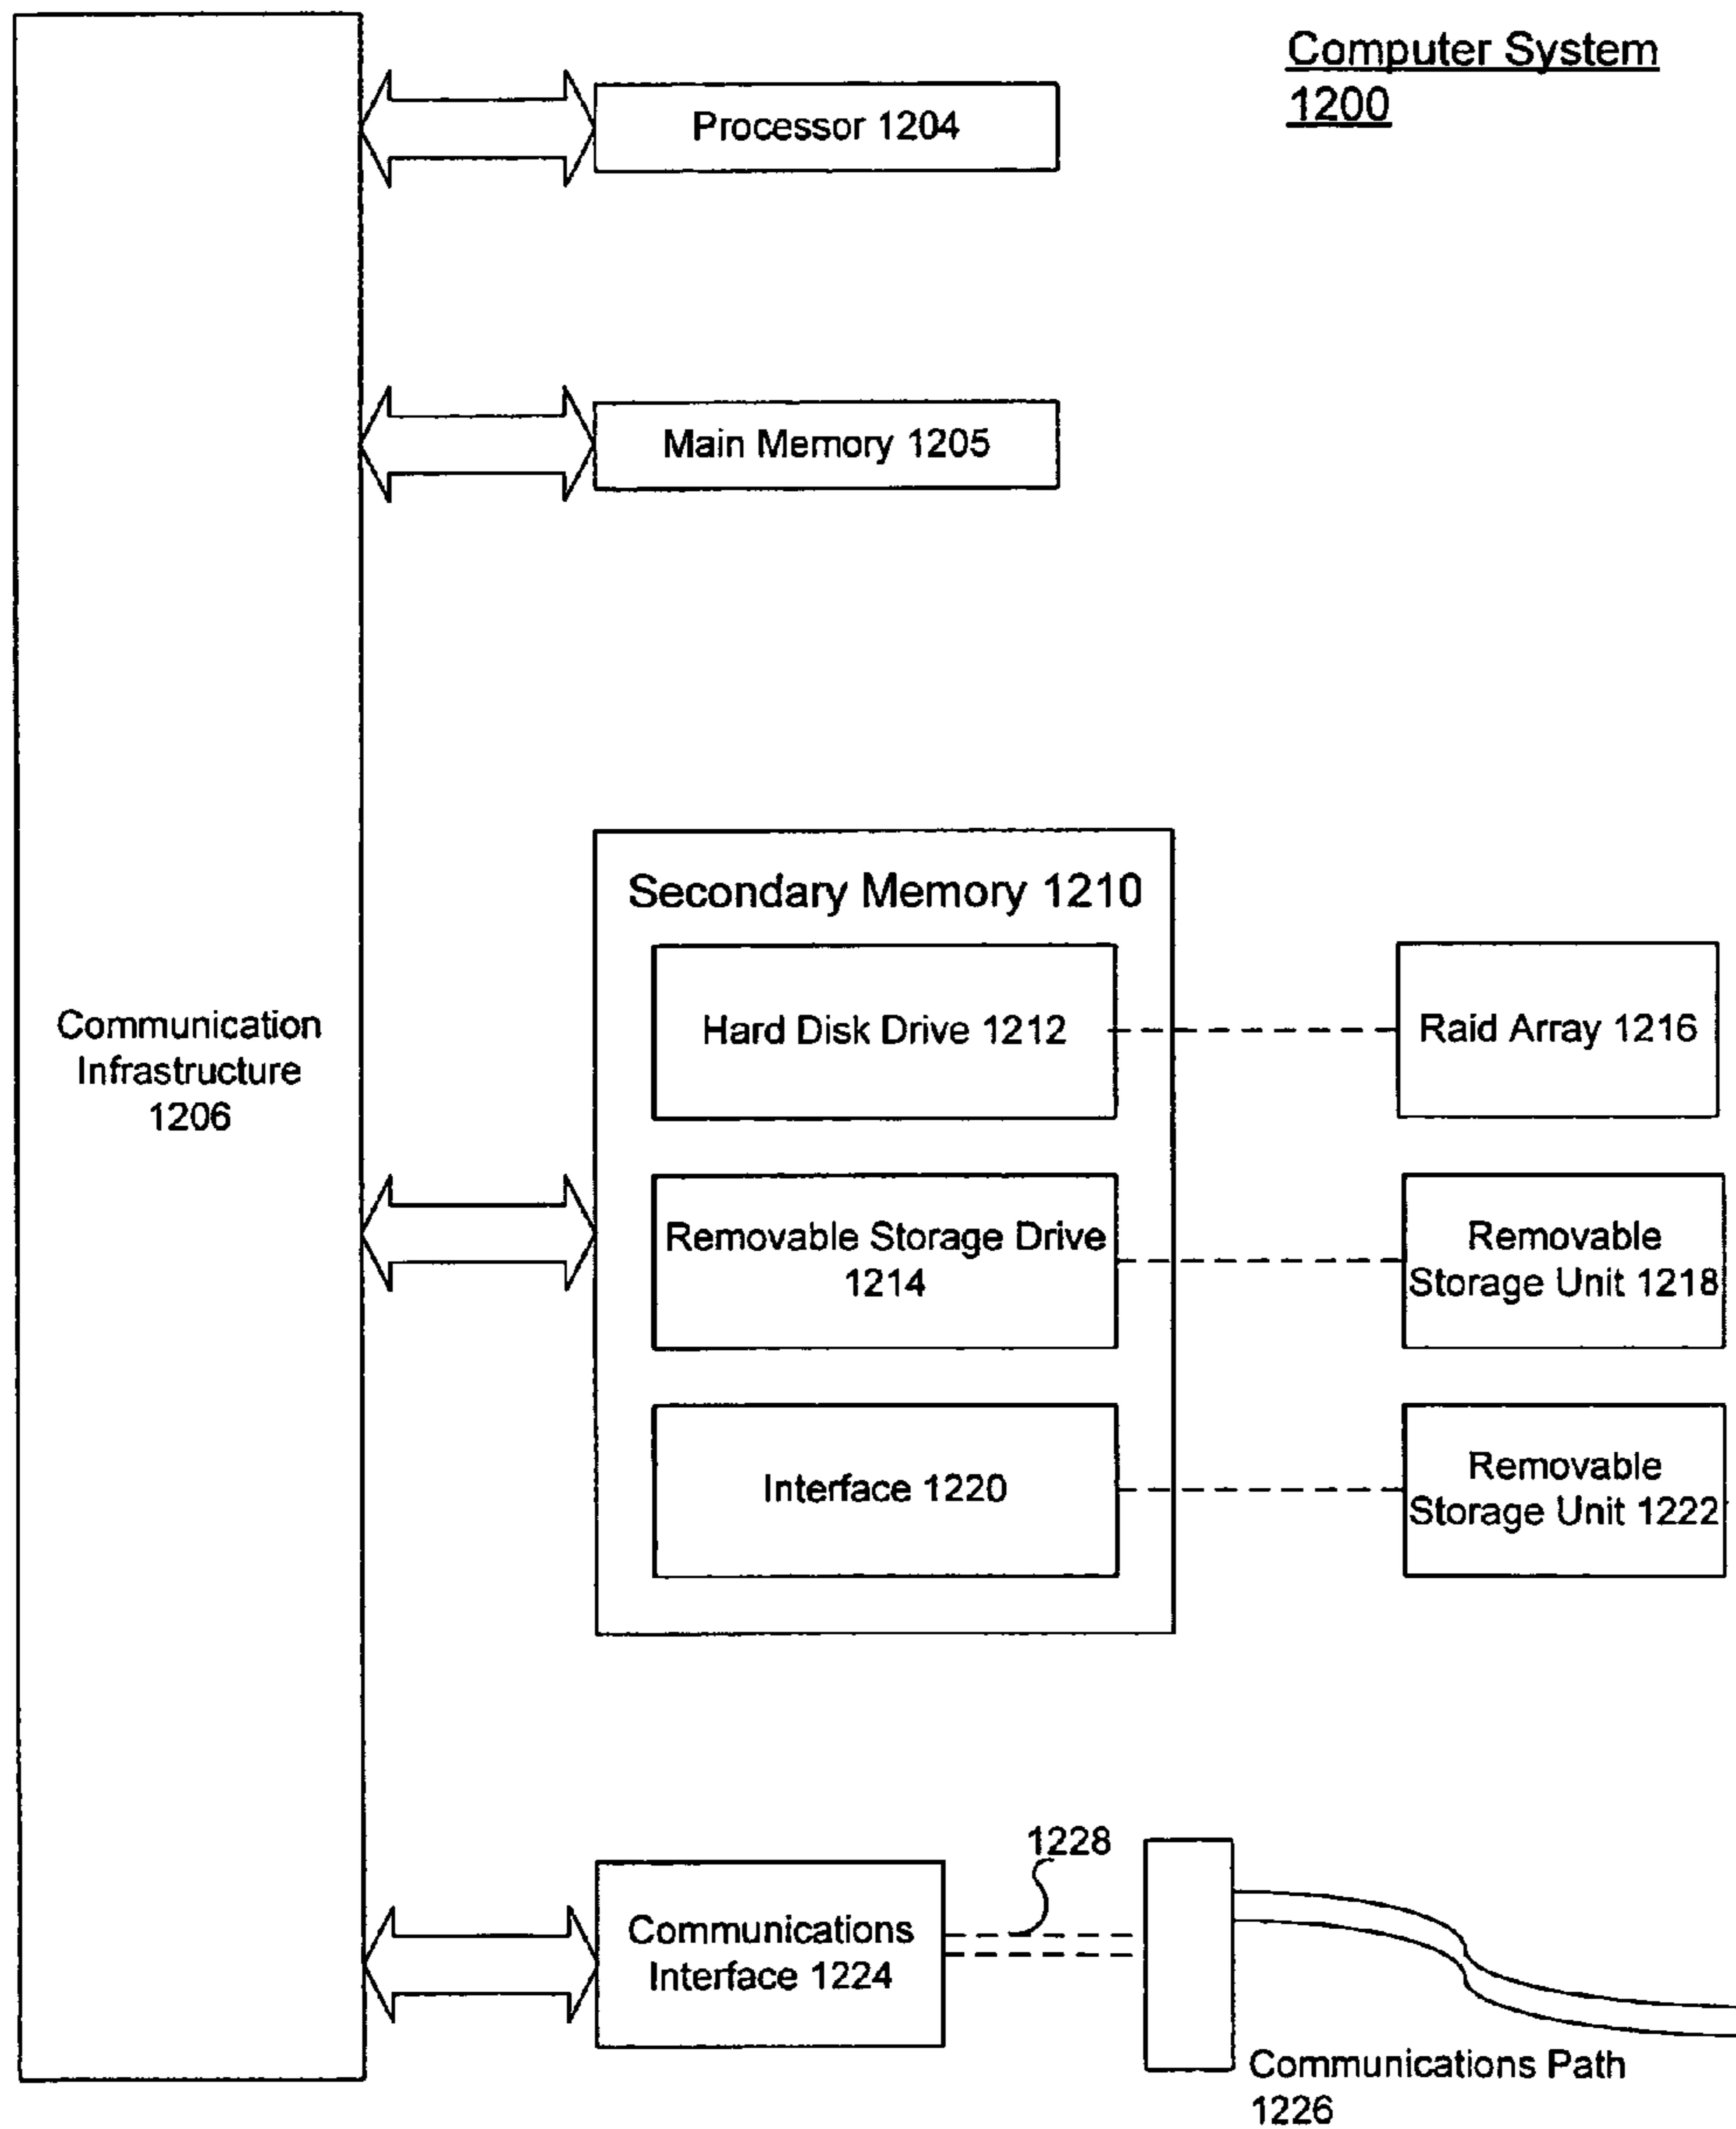 Computer System
1200
Processor 1204
Main Memory 1205
Communication
Infrastructure
1206
Secondary Memory 1210
Hard Disk Drive 1212
Raid Array 1216
Removable Storage Drive
1214
Removable
Storage Unit 1218
Interface 1220
Removable
Storage Unit 1222
1228
Communications
Interface 1224
Communications Path
1226